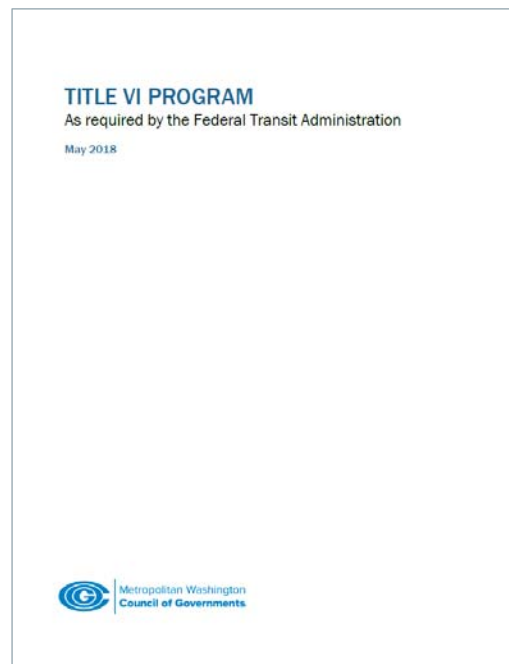 TITLE VI PROGRAM
As required by the Federal Transit Administration
May 2018
Metropolitan Washington
Council of Governments